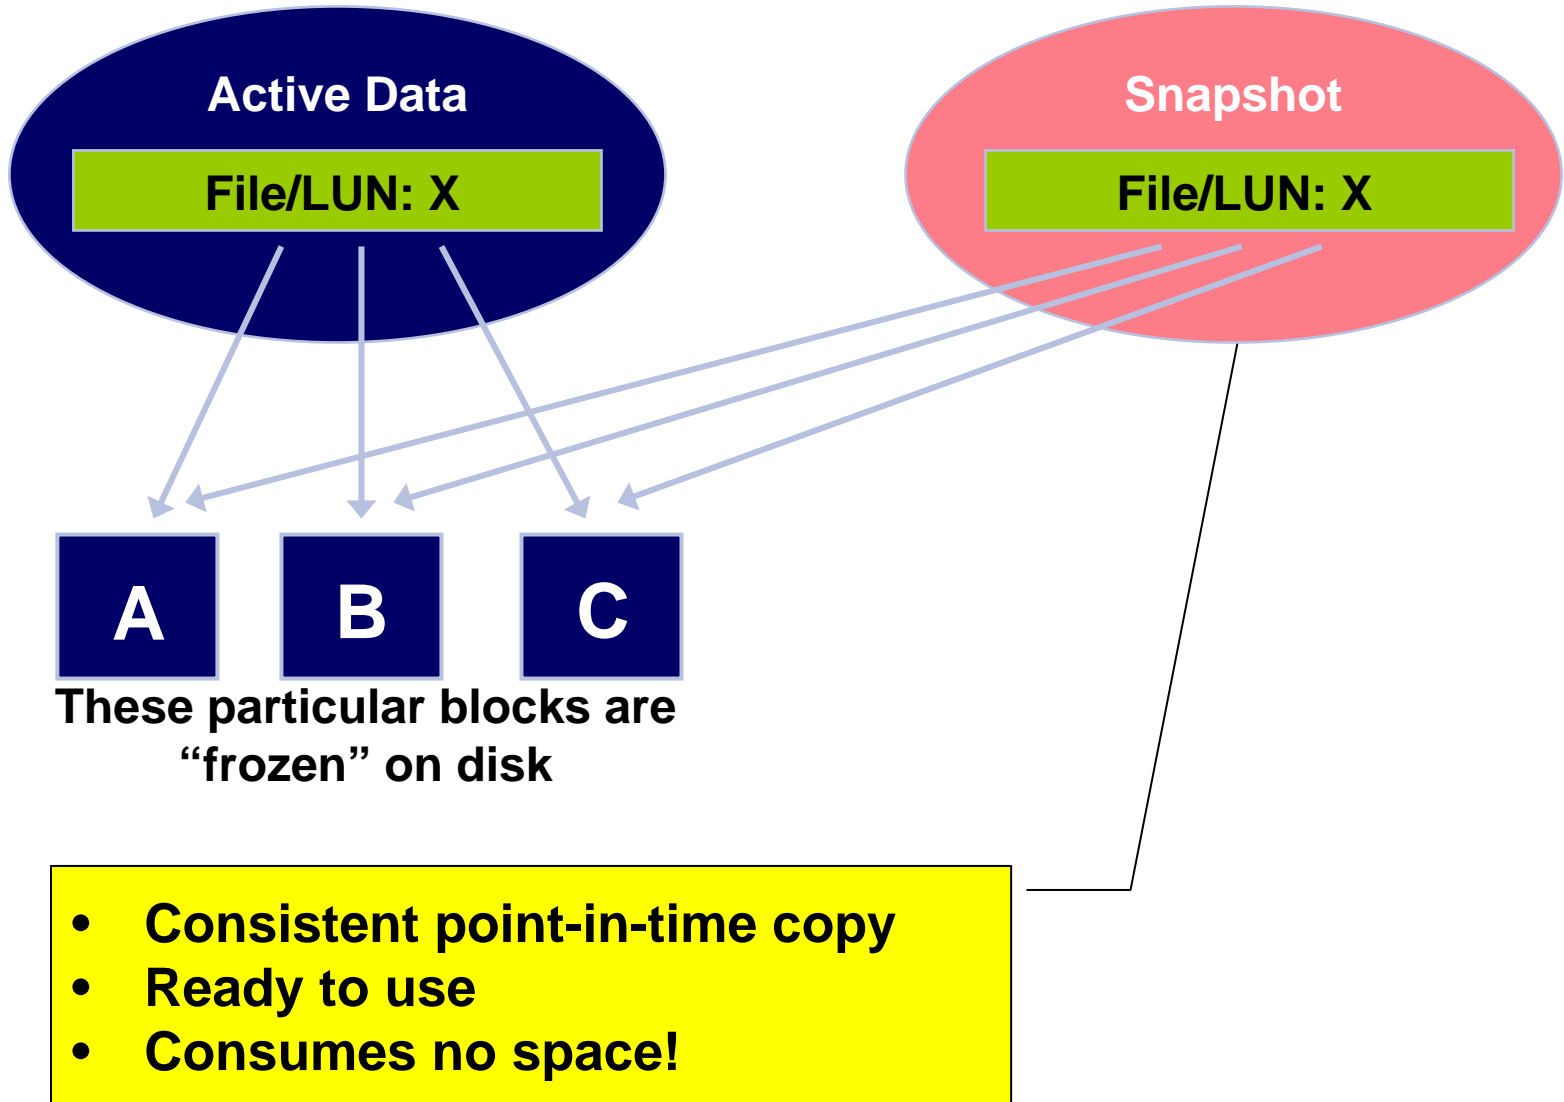 Active Data
File/LUN: X
Snapshot
File/LUN: X
A
B
C
These particular blocks are
“frozen” on disk
• Consistent point-in-time copy
• Ready to use
• Consumes no space!